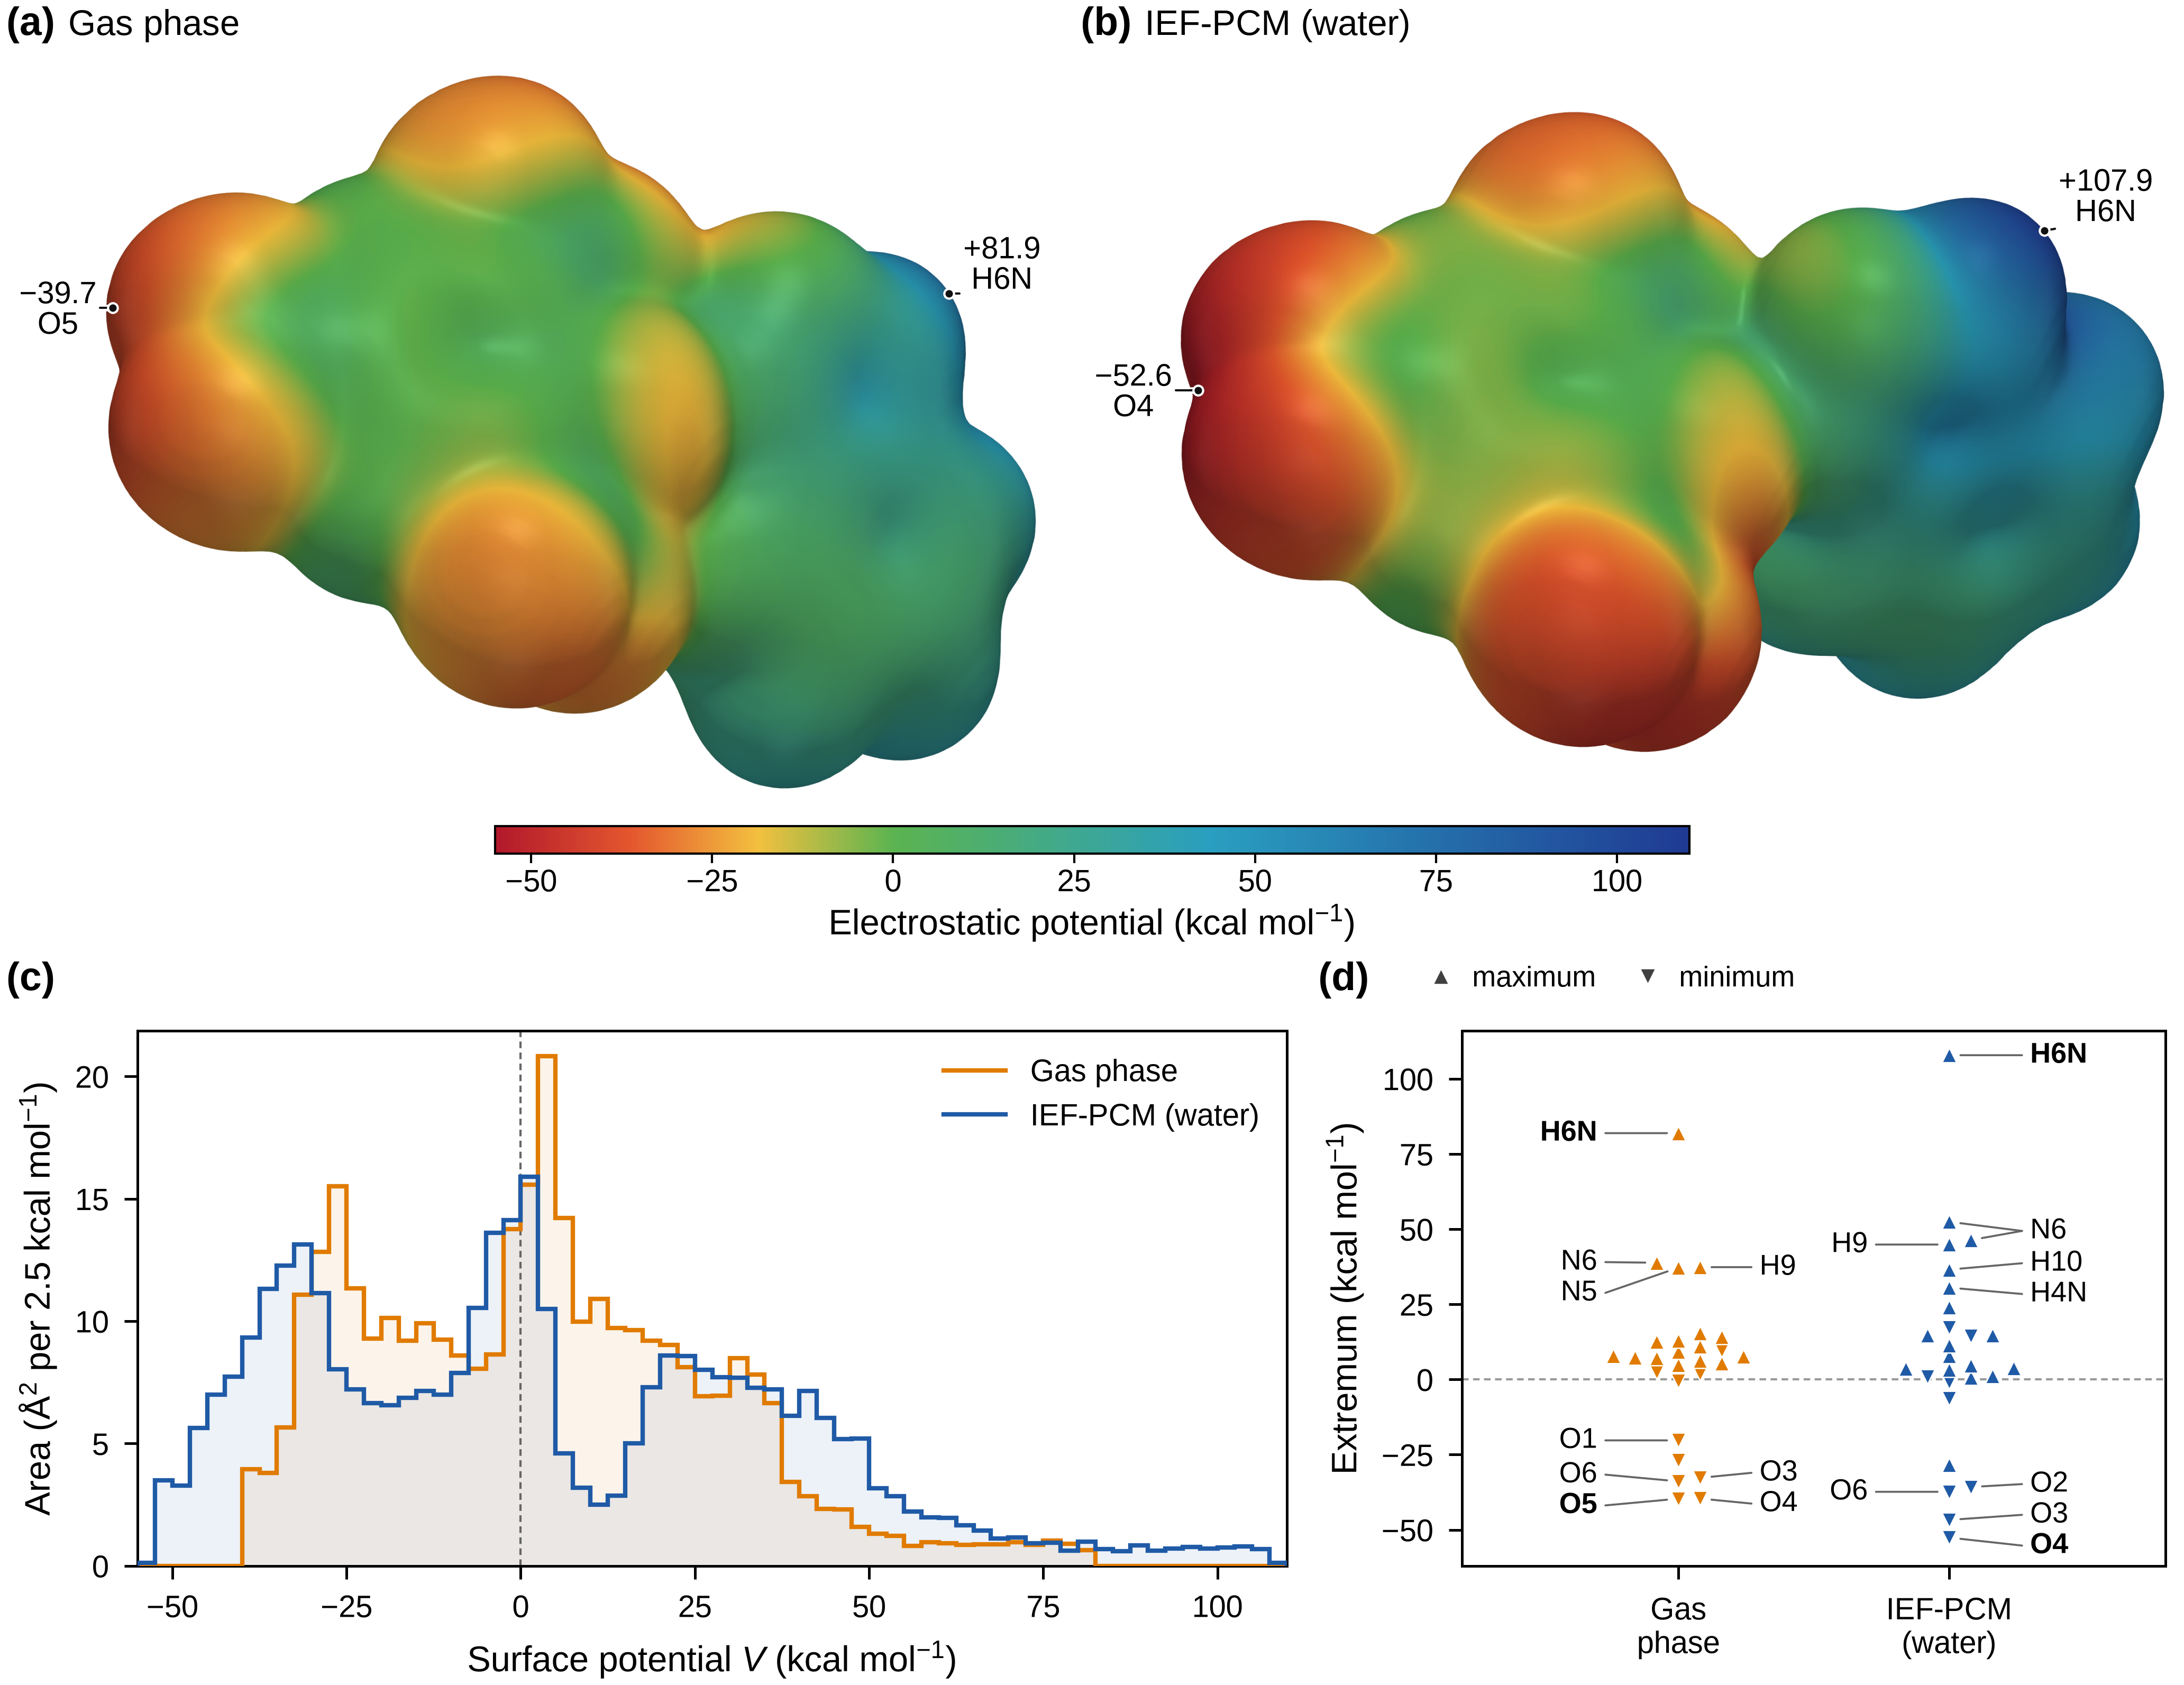 (a) Gas phase
(b) IEF-PCM (water)
−39.7
O5
+81.9
H6N
−52.6
O4
+107.9
H6N
−50 −25 0 25 50 75 100
Electrostatic potential (kcal mol⁻¹)
(c)
20
15
10
5
0
Area (Å² per 2.5 kcal mol⁻¹)
Gas phase
IEF-PCM (water)
−50 −25 0 25 50 75 100
Surface potential V (kcal mol⁻¹)
(d)
maximum minimum
100
75
50
25
0
−25
−50
Extremum (kcal mol⁻¹)
H6N
N6
N5
H9
O1
O6
O5
O3
O4
H6N
N6
H9
H10
H4N
O6
O2
O3
O4
Gas
phase
IEF-PCM
(water)